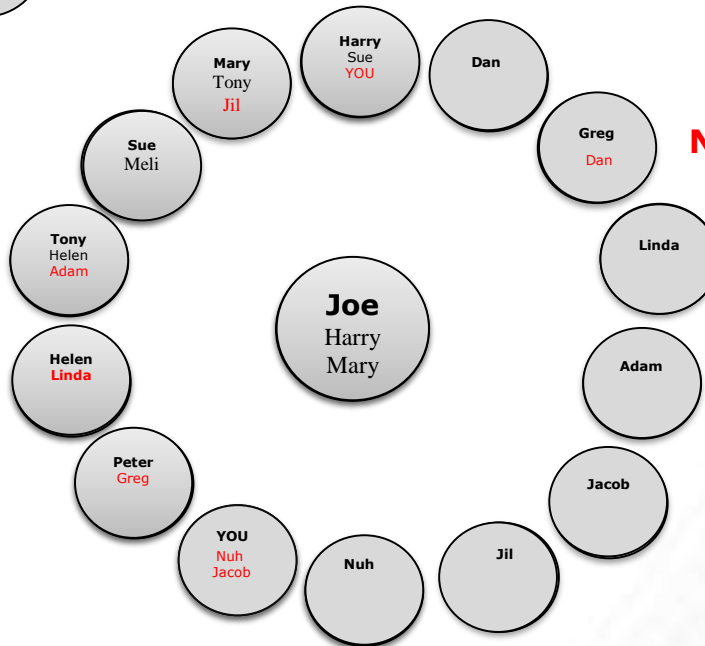 Harry
Sue
YOU
Dan
Mary
Tony
Jil
Greg
Dan
N
Sue
Meli
Tony
Helen
Adam
Linda
Joe
Harry
Mary
Helen
Linda
Adam
Peter
Greg
Jacob
YOU
Nuh
Jacob
Nuh
Jil